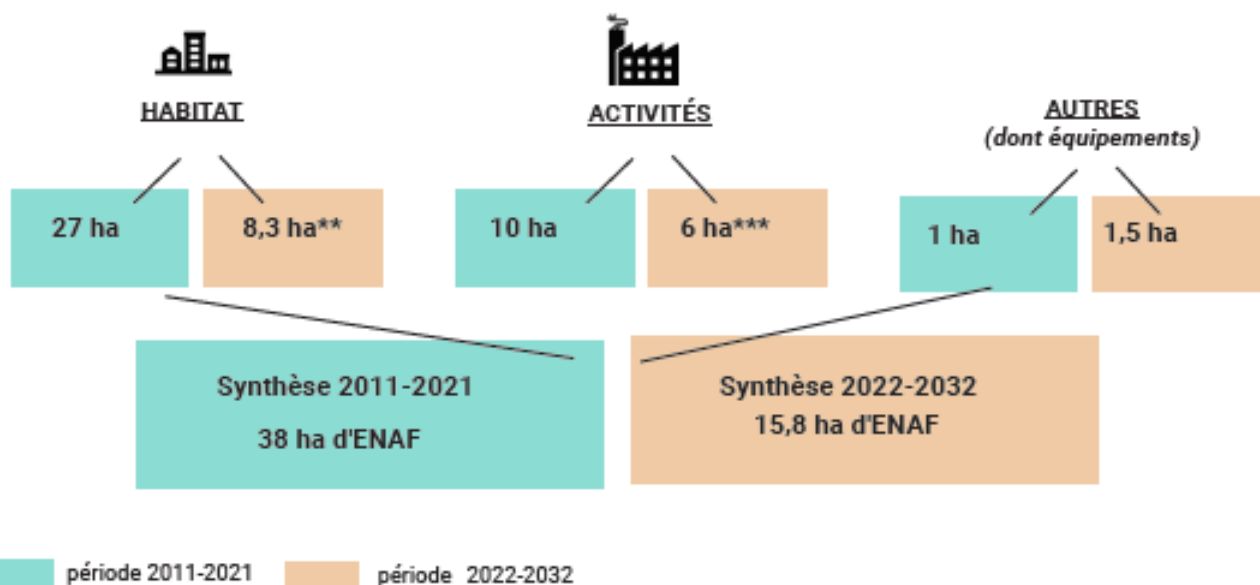 HABITAT
ACTIVITÉS
AUTRES
(dont équipements)
27 ha
8,3 ha**
10 ha
6 ha***
1 ha
1,5 ha
Synthèse 2011-2021
38 ha d'ENAF
Synthèse 2022-2032
15,8 ha d'ENAF
période 2011-2021
période 2022-2032